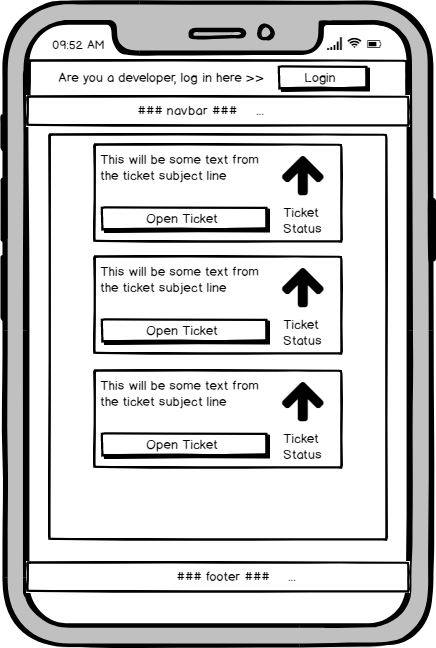 09:52 AM
Are you a developer, log in here >> Login
### navbar ### ...
This will be some text from
the ticket subject line
Open Ticket
Ticket
Status
This will be some text from
the ticket subject line
Open Ticket
Ticket
Status
This will be some text from
the ticket subject line
Open Ticket
Ticket
Status
### footer ### ...